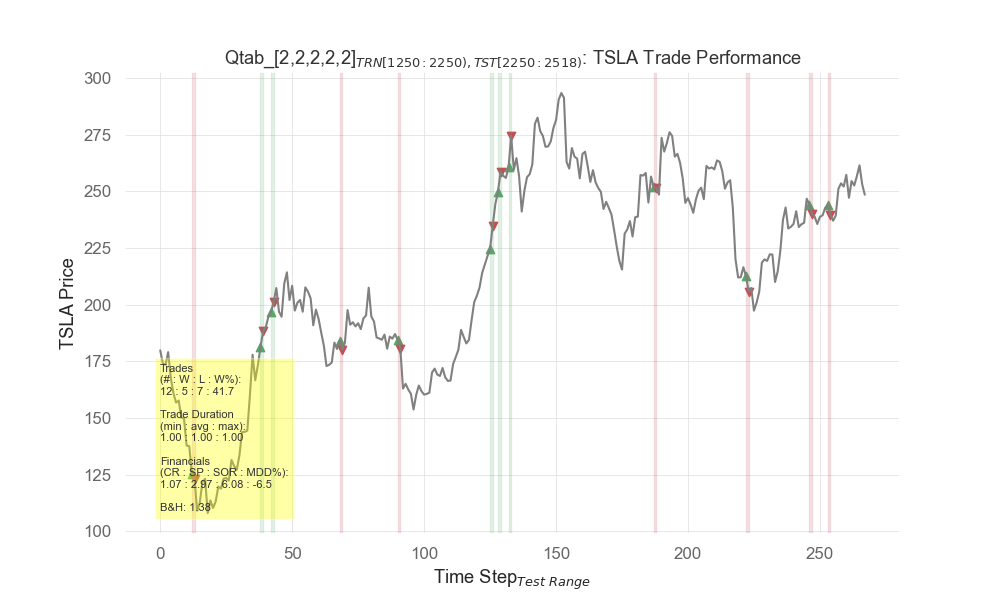 Qtab_[2,2,2,2,2]TRN[1250:2250),TST[2250:2518): TSLA Trade Performance
300
275
250
225
200
175
150
125
100
TSLA Price
Trades
(# : W : L : W%):
12 : 5 : 7 : 41.7
Trade Duration
(min : avg : max):
1.00 : 1.00 : 1.00
Financials
(CR : SP : SOR : MDD%):
1.07 : 2.97 : 6.08 : -6.5
B&H: 1.38
0 50 100 150 200 250
Time StepTest Range